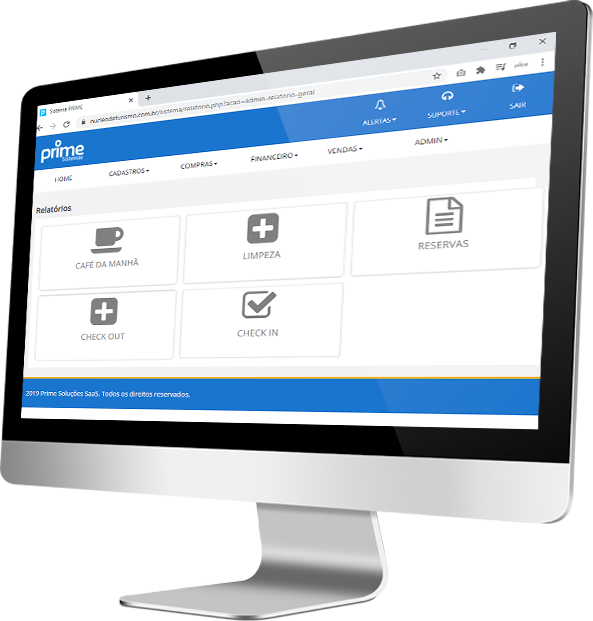 Sistema PRIME
nucleodoturismo.com.br/sistema/relatorio.php?acao=admin-relatorio-geral
prime
sistemas
ALERTAS
SUPORTE
SAIR
HOME
CADASTROS
COMPRAS
FINANCEIRO
VENDAS
ADMIN
Relatórios
CAFÉ DA MANHÃ
LIMPEZA
RESERVAS
CHECK OUT
CHECK IN
2019 Prime Soluções SaaS. Todos os direitos reservados.